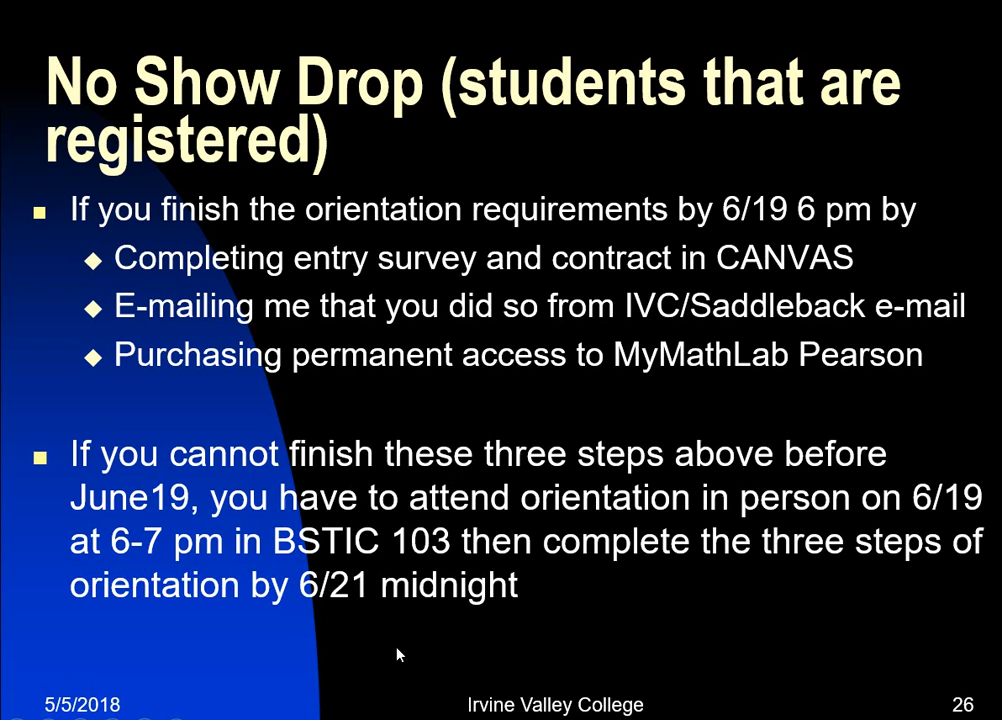 No Show Drop (students that are
registered)
If you finish the orientation requirements by 6/19 6 pm by
Completing entry survey and contract in CANVAS
E-mailing me that you did so from IVC/Saddleback e-mail
Purchasing permanent access to MyMathLab Pearson
If you cannot finish these three steps above before
June19, you have to attend orientation in person on 6/19
at 6-7 pm in BSTIC 103 then complete the three steps of
orientation by 6/21 midnight
5/5/2018
Irvine Valley College
26